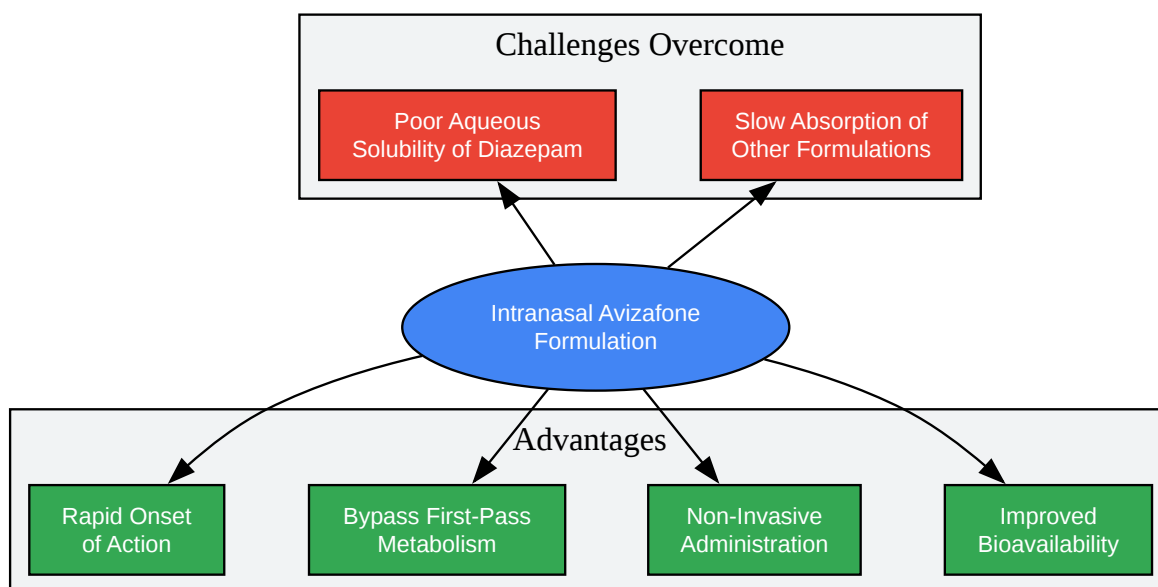 Challenges Overcome
Poor Aqueous
Solubility of Diazepam
Slow Absorption of
Other Formulations
Intranasal Avizafone
Formulation
Advantages
Rapid Onset
of Action
Bypass First-Pass
Metabolism
Non-Invasive
Administration
Improved
Bioavailability